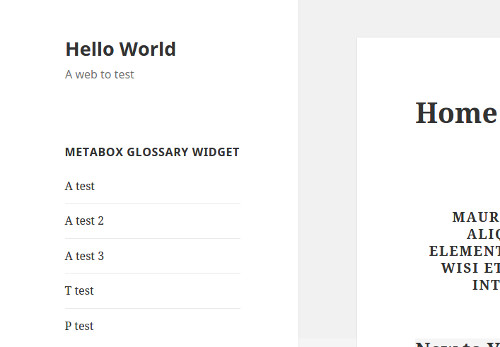 Hello World
A web to test
METABOX GLOSSARY WIDGET
A test
A test 2
A test 3
T test
P test
Home
MAUR
ALIQ
ELEMENT
WISI ET
INT